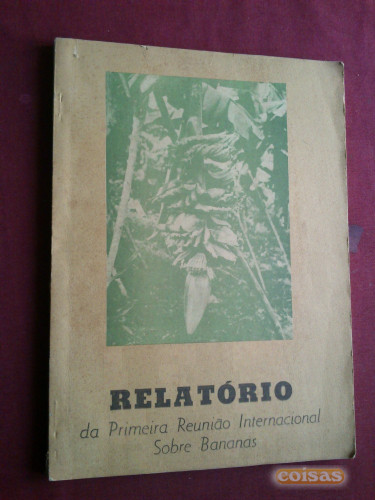 RELATÓRIO
da Primeira Reunião Internacional
Sobre Bananas
coisas